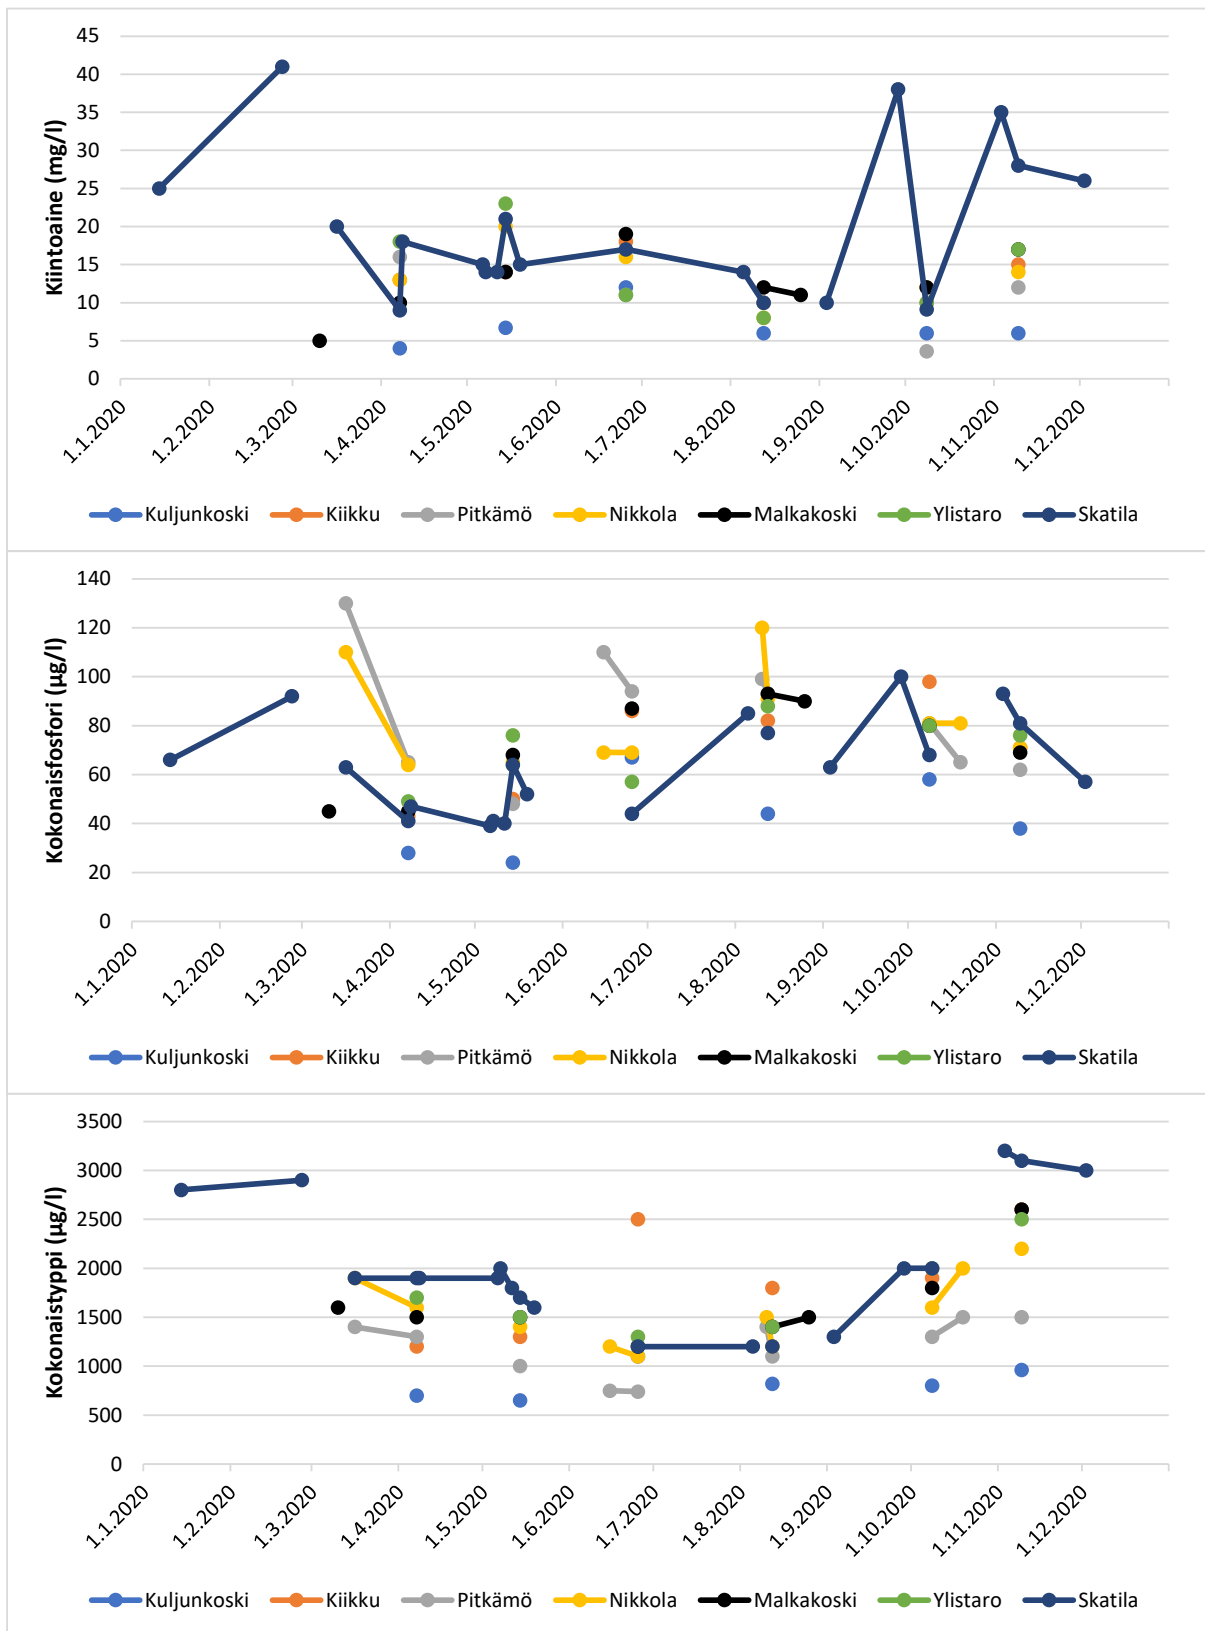 Kiintoaine (mg/l)
45
40
35
30
25
20
15
10
5
0
1.1.2020 1.2.2020 1.3.2020 1.4.2020 1.5.2020 1.6.2020 1.7.2020 1.8.2020 1.9.2020 1.10.2020 1.11.2020 1.12.2020
Kuljunkoski Kiikku Pitkämö Nikkola Malkakoski Ylistaro Skatila
Kokonaisfosfori (µg/l)
140
120
100
80
60
40
20
0
1.1.2020 1.2.2020 1.3.2020 1.4.2020 1.5.2020 1.6.2020 1.7.2020 1.8.2020 1.9.2020 1.10.2020 1.11.2020 1.12.2020
Kuljunkoski Kiikku Pitkämö Nikkola Malkakoski Ylistaro Skatila
Kokonaistyppi (µg/l)
3500
3000
2500
2000
1500
1000
500
0
1.1.2020 1.2.2020 1.3.2020 1.4.2020 1.5.2020 1.6.2020 1.7.2020 1.8.2020 1.9.2020 1.10.2020 1.11.2020 1.12.2020
Kuljunkoski Kiikku Pitkämö Nikkola Malkakoski Ylistaro Skatila